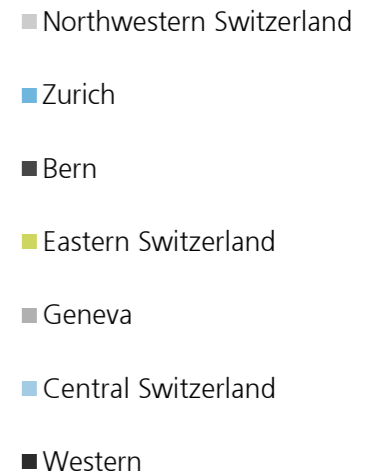 Northwestern Switzerland
Zurich
Bern
Eastern Switzerland
Geneva
Central Switzerland
Western